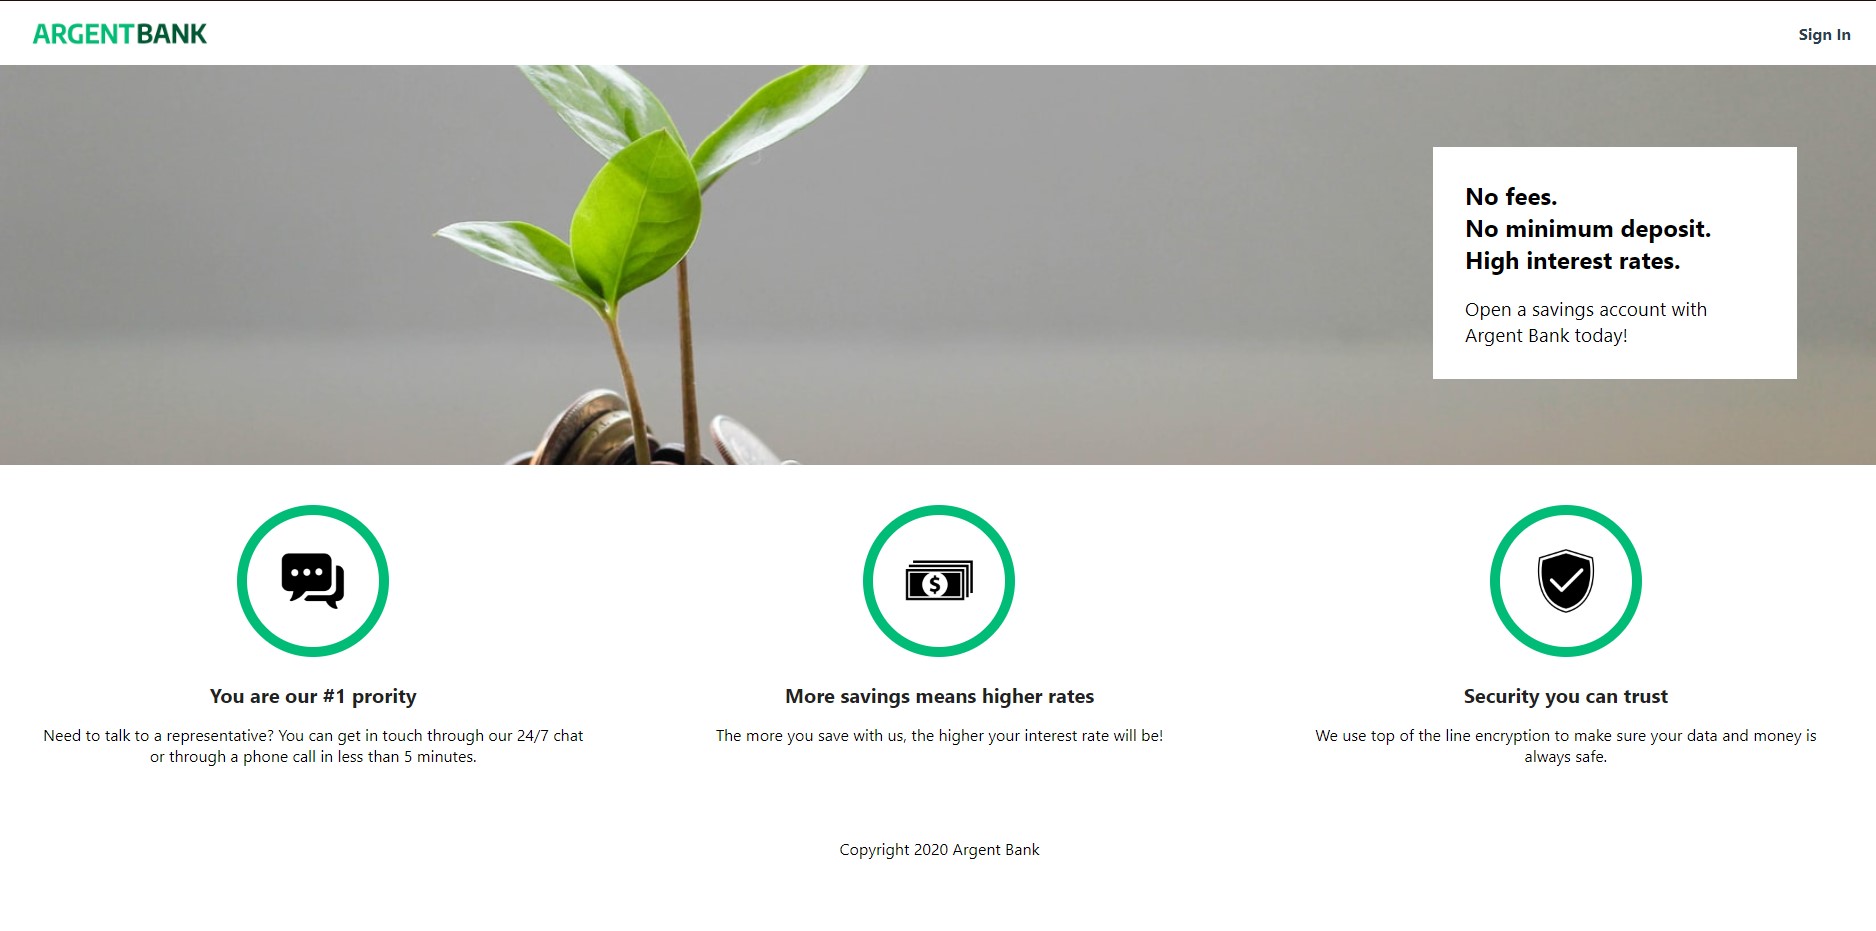 ARGENTBANK
Sign In
No fees.
No minimum deposit.
High interest rates.
Open a savings account with
Argent Bank today!
$
You are our #1 prority
Need to talk to a representative? You can get in touch through our 24/7 chat
or through a phone call in less than 5 minutes.
More savings means higher rates
The more you save with us, the higher your interest rate will be!
Security you can trust
We use top of the line encryption to make sure your data and money is
always safe.
Copyright 2020 Argent Bank